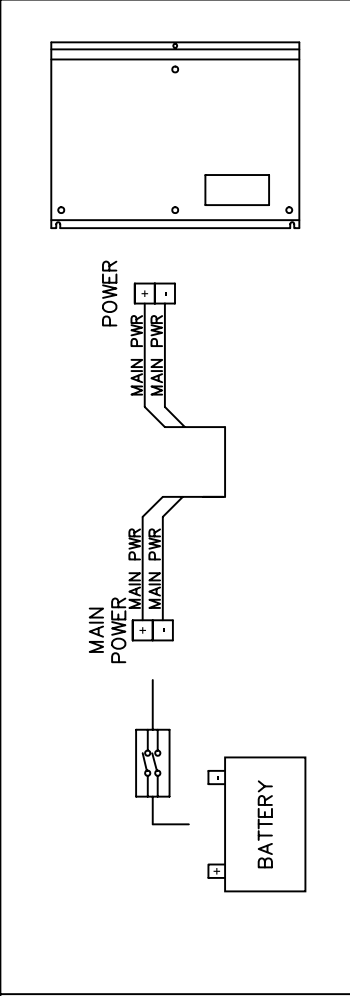 POWER
+
-
MAIN PWR
MAIN PWR
MAIN PWR
MAIN PWR
MAIN
POWER
+
-
-
+
BATTERY